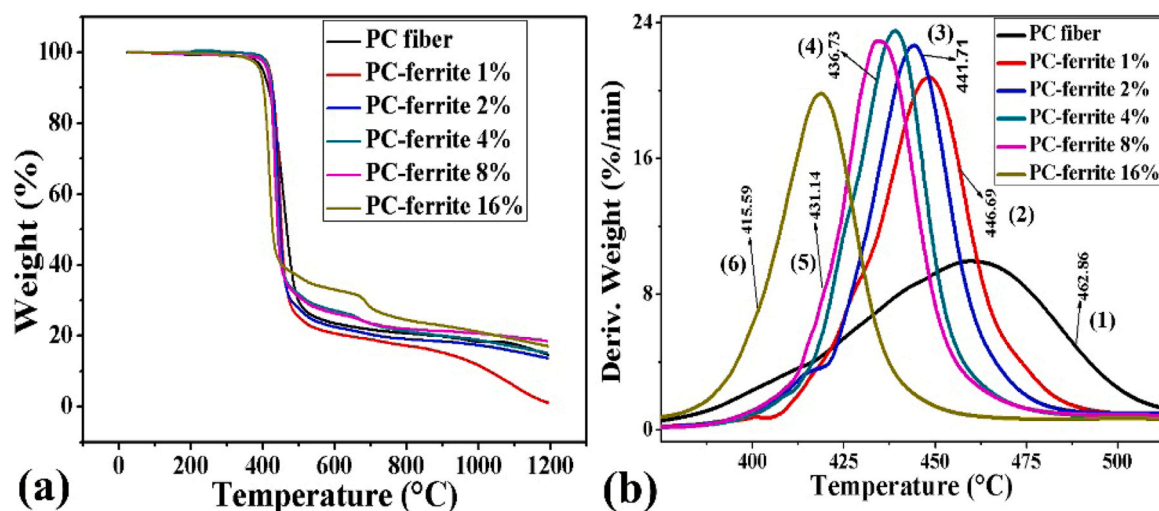 100
80
60
40
20
0
Weight (%)
PC fiber
PC-ferrite 1%
PC-ferrite 2%
PC-ferrite 4%
PC-ferrite 8%
PC-ferrite 16%
0 200 400 600 800 1000 1200
Temperature (°C)
(a)
24
16
8
0
Deriv. Weight (%/min)
(4)
436.73
(3)
441.71
PC fiber
PC-ferrite 1%
PC-ferrite 2%
PC-ferrite 4%
PC-ferrite 8%
PC-ferrite 16%
(6)
415.59
(5)
431.14
446.69
(2)
462.86
(1)
400 425 450 475 500
Temperature (°C)
(b)